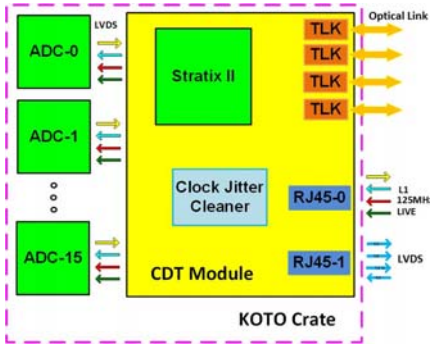 LVDS
ADC-0
ADC-1
ADC-15
Stratix II
TLK
TLK
TLK
TLK
Optical Link
Clock Jitter
Cleaner
RJ45-0
L1
125MHz
LIVE
RJ45-1
LVDS
CDT Module
KOTO Crate